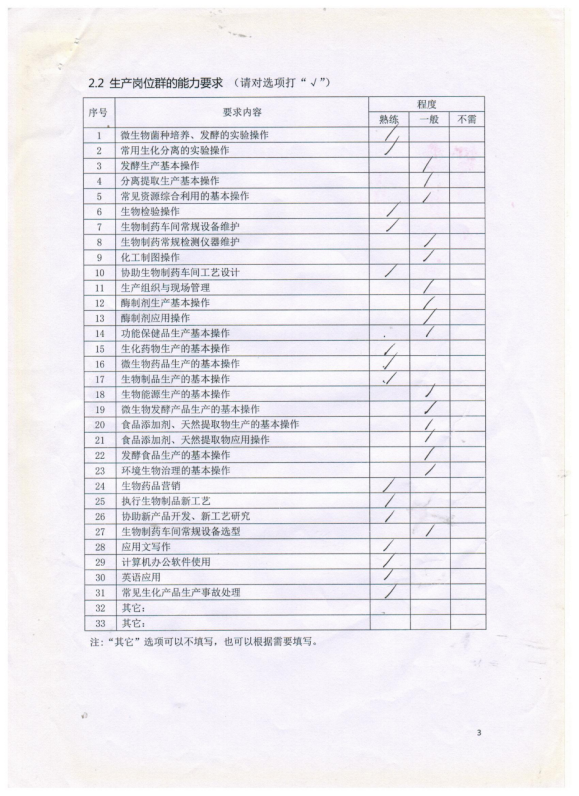 2.2 生产岗位群的能力要求 （请对选项打“√”）
序号 要求内容 程度
熟练 一般 不需
1 微生物菌种培养、发酵的实验操作 √
2 常用生化分离的实验操作 √
3 发酵生产基本操作 √
4 分离提取生产基本操作 √
5 常见资源综合利用的基本操作 √
6 生物检验操作 √
7 生物制药车间常规设备维护 √
8 生物制药常规检测仪器维护 √
9 化工制图操作 √
10 协助生物制药车间工艺设计 √
11 生产组织与现场管理 √
12 酶制剂生产基本操作 √
13 酶制剂应用操作 √
14 功能保健品生产基本操作 √
15 生化药物生产的基本操作 √
16 微生物药品生产的基本操作 √
17 生物制品生产的基本操作 √
18 生物能源生产的基本操作 √
19 微生物发酵产品生产的基本操作 √
20 食品添加剂、天然提取物生产的基本操作 √
21 食品添加剂、天然提取物应用操作 √
22 发酵食品生产的基本操作 √
23 环境生物治理的基本操作 √
24 生物药品营销 √
25 执行生物制品新工艺 √
26 协助新产品开发、新工艺研究 √
27 生物制药车间常规设备选型 √
28 应用文写作 √
29 计算机办公软件使用 √
30 英语应用 √
31 常见生化产品生产事故处理 √
32 其它：
33 其它：
注：“其它”选项可以不填写，也可以根据需要填写。
3